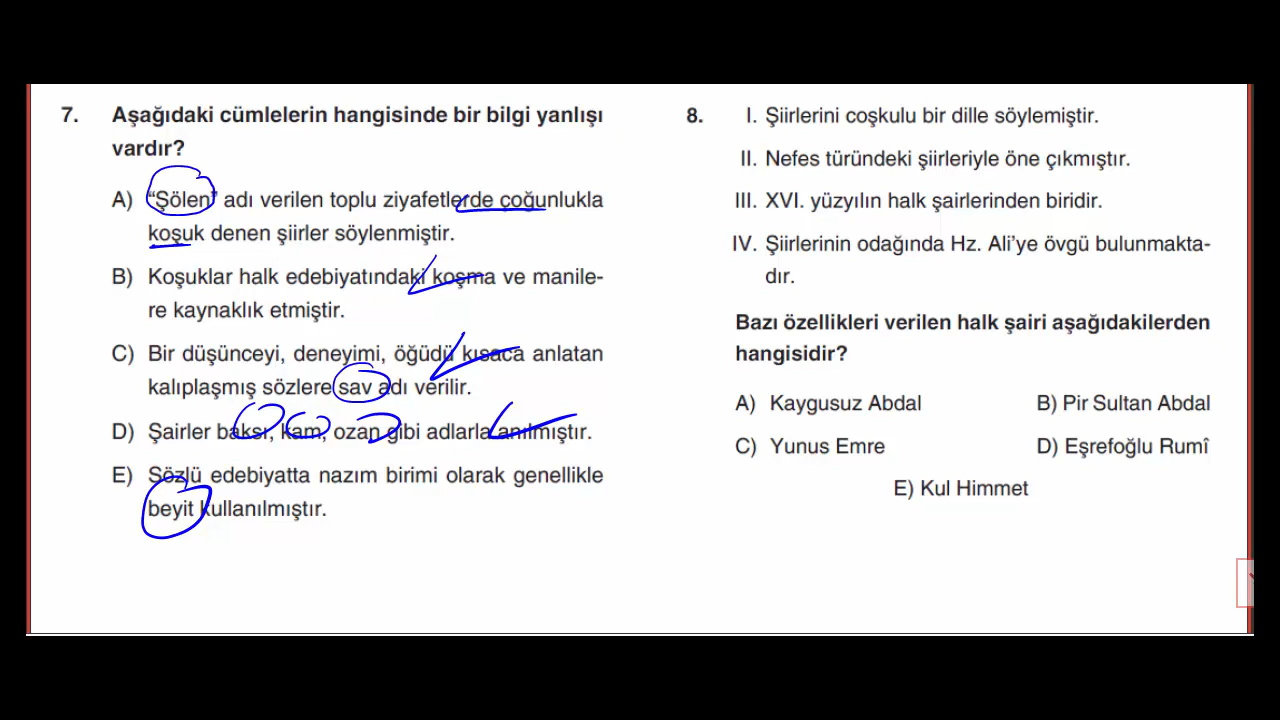 7. Aşağıdaki cümlelerin hangisinde bir bilgi yanlışı
vardır?
A) “Şölen” adı verilen toplu ziyafetlerde çoğunlukla
koşuk denen şiirler söylenmiştir.
B) Koşuklar halk edebiyatındaki koşma ve manile-
re kaynaklık etmiştir.
C) Bir düşünceyi, deneyimi, öğüdü kısaca anlatan
kalıplaşmış sözlere sav adı verilir.
D) Şairler baksı, kam, ozan gibi adlarla anılmıştır.
E) Sözlü edebiyatta nazım birimi olarak genellikle
beyit kullanılmıştır.
8. I. Şiirlerini coşkulu bir dille söylemiştir.
II. Nefes türündeki şiirleriyle öne çıkmıştır.
III. XVI. yüzyılın halk şairlerinden biridir.
IV. Şiirlerinin odağında Hz. Ali’ye övgü bulunmakta-
dır.
Bazı özellikleri verilen halk şairi aşağıdakilerden
hangisidir?
A) Kaygusuz Abdal B) Pir Sultan Abdal
C) Yunus Emre D) Eşrefoğlu Rumî
E) Kul Himmet